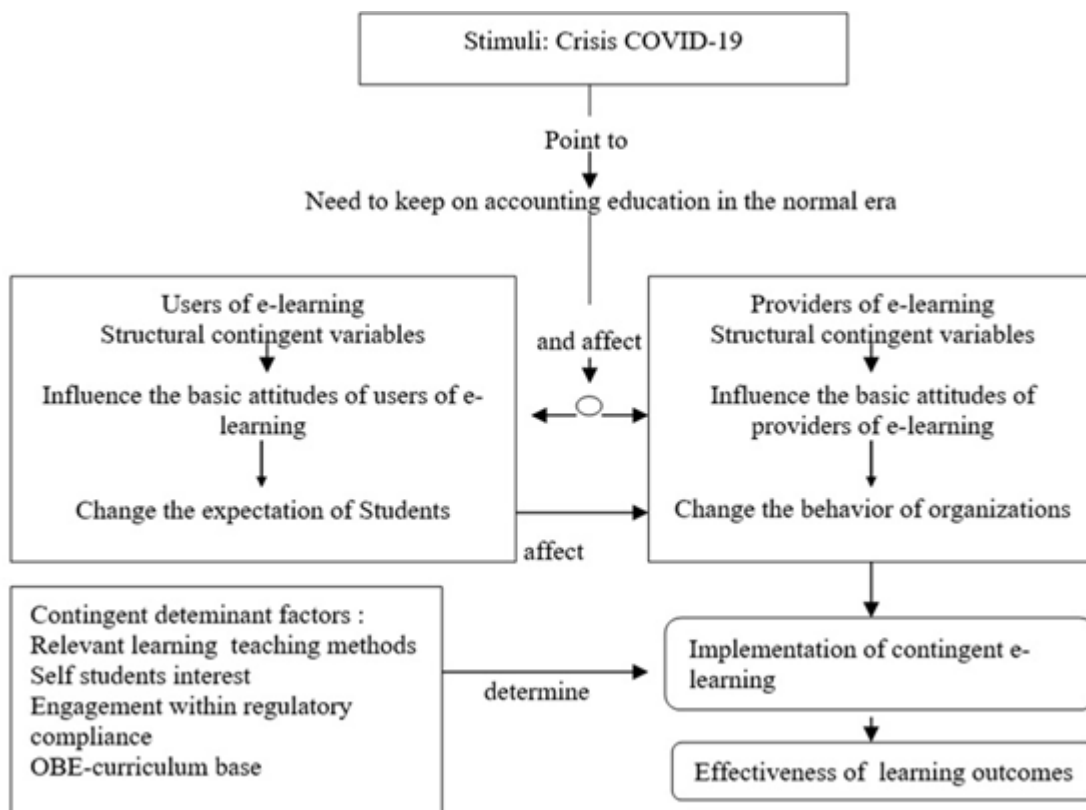 Stimuli: Crisis COVID-19
Point to
Need to keep on accounting education in the normal era
Users of e-learning
Structural contingent variables
Influence the basic attitudes of users of e-
learning
Change the expectation of Students
and affect
Providers of e-learning
Structural contingent variables
Influence the basic attitudes of
providers of e-learning
Change the behavior of organizations
affect
Contingent deteminant factors :
Relevant learning teaching methods
Self students interest
Engagement within regulatory
compliance
OBE-curriculum base
determine
Implementation of contingent e-
learning
Effectiveness of learning outcomes